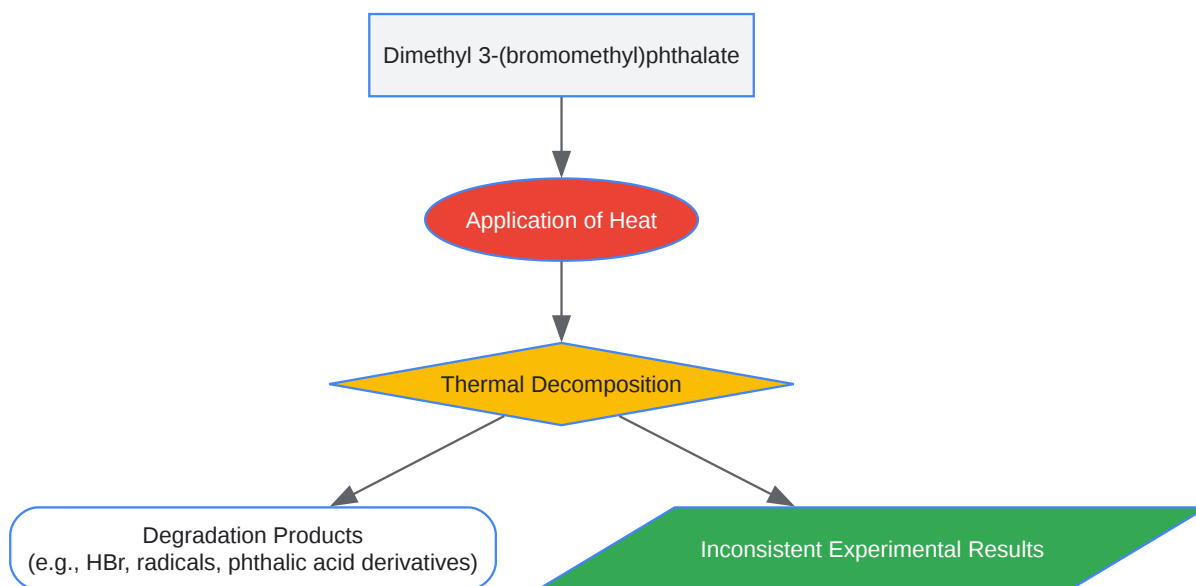 Dimethyl 3-(bromomethyl)phthalate
Application of Heat
Thermal Decomposition
Degradation Products
(e.g., HBr, radicals, phthalic acid derivatives)
Inconsistent Experimental Results